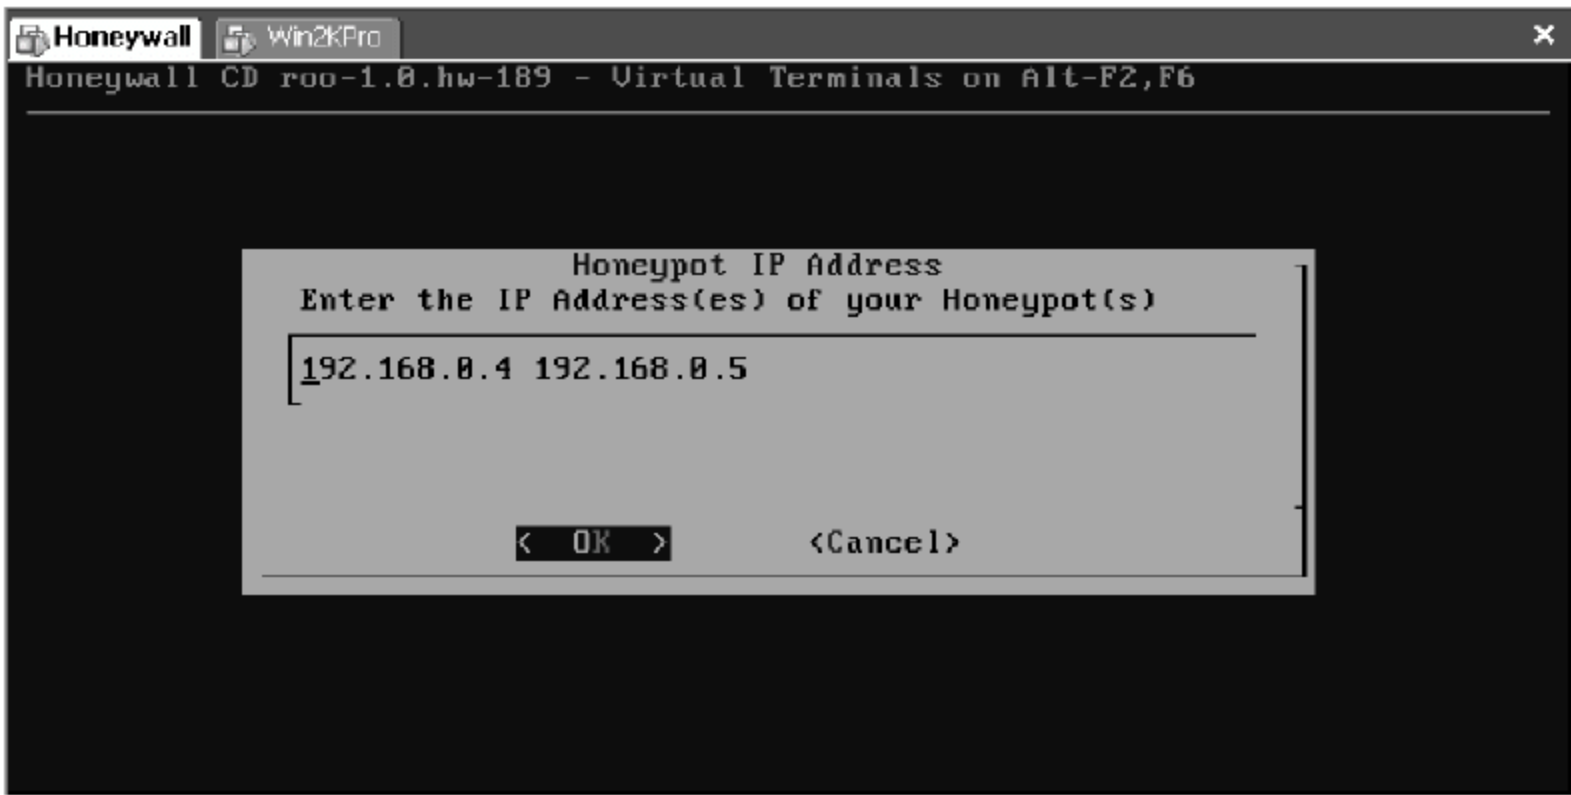 Honeywall Win2KPro
Honeywall CD roo-1.0.hw-189 - Virtual Terminals on Alt-F2,F6
Honeypot IP Address
Enter the IP Address(es) of your Honeypot(s)
192.168.0.4 192.168.0.5
< OK > <Cancel>